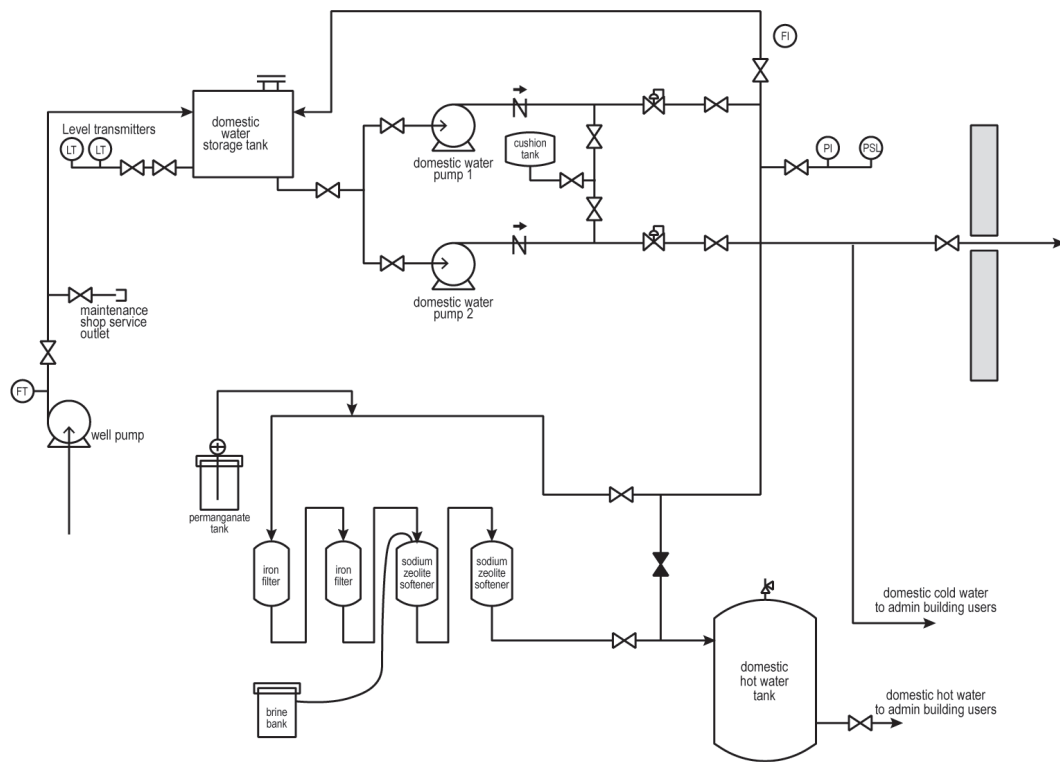 FI
Level transmitters
LT
LT
domestic
water
storage tank
domestic water
pump 1
cushion
tank
PI
PSL
domestic water
pump 2
maintenance
shop service
outlet
FT
well pump
permanganate
tank
iron
filter
iron
filter
sodium
zeolite
softener
sodium
zeolite
softener
brine
bank
domestic
hot water
tank
domestic cold water
to admin building users
domestic hot water
to admin building users